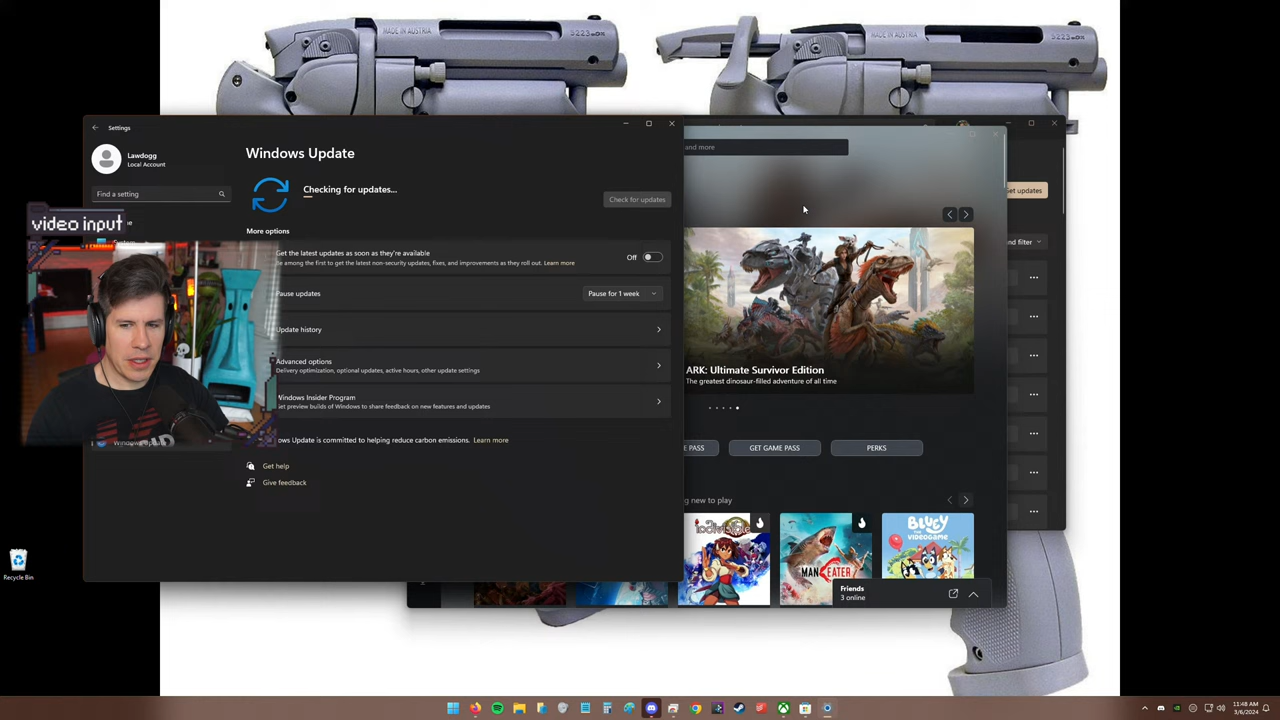 MADE IN AUSTRIA
MADE IN AUSTRIA
Settings
Lawdogg
Local Account
Find a setting
Windows Update
Checking for updates...
Check for updates
More options
Get the latest updates as soon as they're available
Be among the first to get the latest non-security updates, fixes, and improvements as they roll out. Learn more
Off
Pause updates
Pause for 1 week
Update history
Advanced options
Delivery optimization, optional updates, active hours, other update settings
Windows Insider Program
Get preview builds of Windows to share feedback on new features and updates
ows Update is committed to helping reduce carbon emissions. Learn more
Get help
Give feedback
Windows Update
video input
and more
Get updates
nd filter
ARK: Ultimate Survivor Edition
The greatest dinosaur-filled adventure of all time
E PASS
GET GAME PASS
PERKS
ng new to play
Indivisible
MANEATER
BLUEY
THE VIDEOGAME
Friends
3 online
Recycle Bin
11:48 AM
3/6/2024